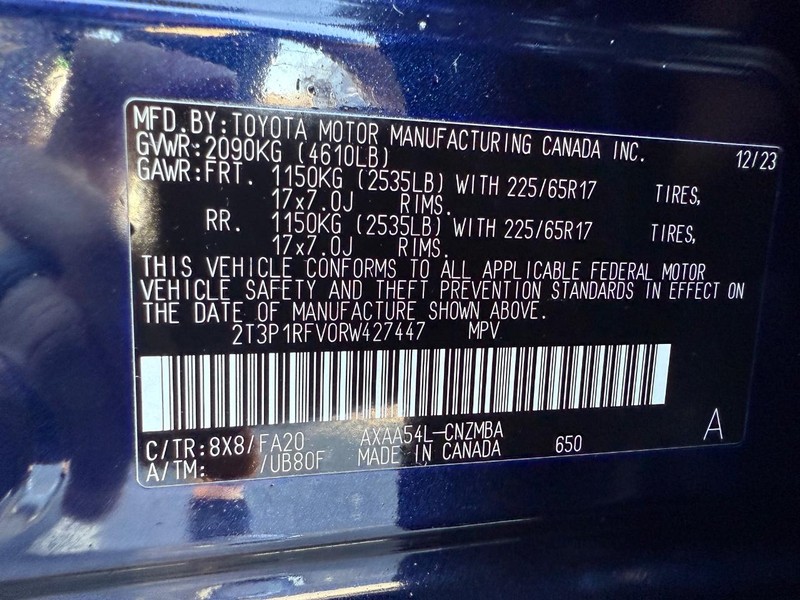 MFD.BY:TOYOTA MOTOR MANUFACTURING CANADA INC. 12/23
GVWR:2090KG (4610LB)
GAWR:FRT. 1150KG (2535LB) WITH 225/65R17 TIRES,
17x7.0J RIMS.
RR. 1150KG (2535LB) WITH 225/65R17 TIRES,
17x7.0J RIMS.
THIS VEHICLE CONFORMS TO ALL APPLICABLE FEDERAL MOTOR
VEHICLE SAFETY AND THEFT PREVENTION STANDARDS IN EFFECT ON
THE DATE OF MANUFACTURE SHOWN ABOVE.
2T3P1RFV0RW427447 MPV
C/TR:8X8/FA20 AXAA54L-CNZMBA
A/TM: /UB80F MADE IN CANADA 650
A